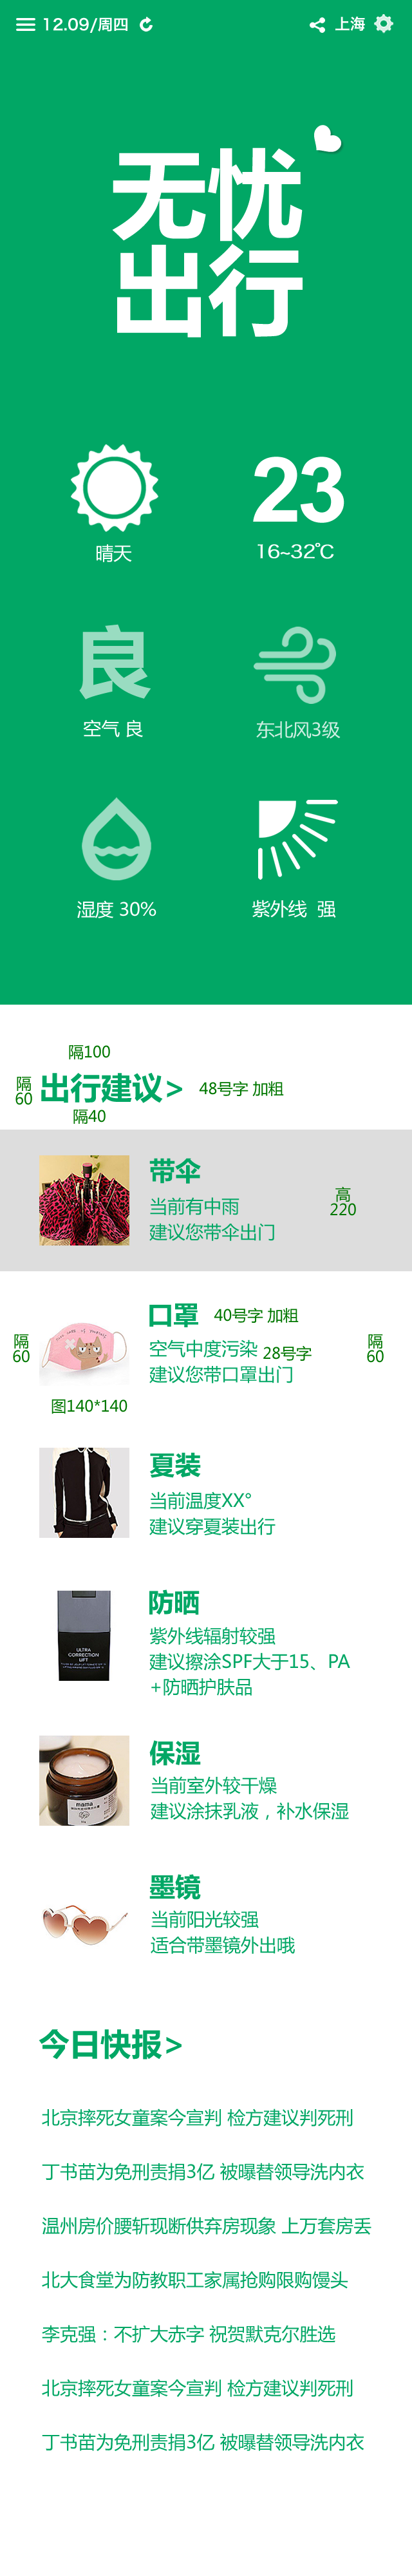 12.09/周四
上海
无忧
出行
23
晴天
16~32℃
良
空气 良
东北风3级
湿度 30%
紫外线 强
隔100
隔
60
出行建议>
48号字 加粗
隔40
带伞
当前有中雨
建议您带伞出门
高
220
口罩
40号字 加粗
隔
60
空气中度污染
28号字
建议您带口罩出门
隔
60
图140*140
夏装
当前温度XX°
建议穿夏装出行
防晒
紫外线辐射较强
建议擦涂SPF大于15、PA
+防晒护肤品
ULTRA
CORRECTION
LIFT
保湿
当前室外较干燥
建议涂抹乳液，补水保湿
mama
墨镜
当前阳光较强
适合带墨镜外出哦
今日快报>
北京摔死女童案今宣判 检方建议判死刑
丁书苗为免刑责捐3亿 被曝替领导洗内衣
温州房价腰斩现断供弃房现象 上万套房丢
北大食堂为防教职工家属抢购限购馒头
李克强：不扩大赤字 祝贺默克尔胜选
北京摔死女童案今宣判 检方建议判死刑
丁书苗为免刑责捐3亿 被曝替领导洗内衣